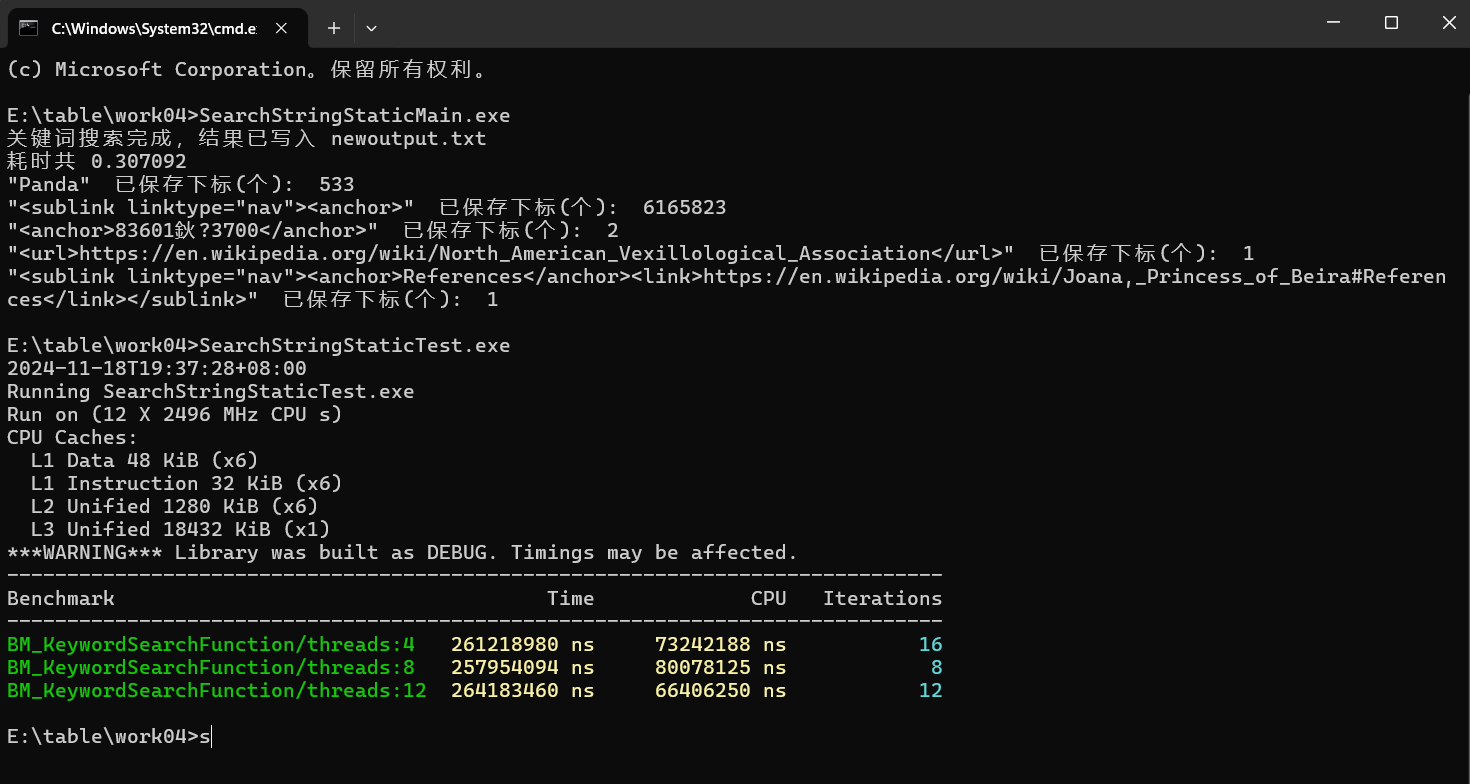 C:\Windows\System32\cmd.e
(c) Microsoft Corporation。保留所有权利。
E:\table\work04>SearchStringStaticMain.exe
关键词搜索完成，结果已写入 newoutput.txt
耗时共 0.307092
"Panda"  已保存下标(个):  533
"<sublink linktype="nav"><anchor>"  已保存下标(个):  6165823
"<anchor>83601鈥?3700</anchor>"  已保存下标(个):  2
"<url>https://en.wikipedia.org/wiki/North_American_Vexillological_Association</url>"  已保存下标(个):  1
"<sublink linktype="nav"><anchor>References</anchor><link>https://en.wikipedia.org/wiki/Joana,_Princess_of_Beira#Referen
ces</link></sublink>"  已保存下标(个):  1
E:\table\work04>SearchStringStaticTest.exe
2024-11-18T19:37:28+08:00
Running SearchStringStaticTest.exe
Run on (12 X 2496 MHz CPU s)
CPU Caches:
  L1 Data 48 KiB (x6)
  L1 Instruction 32 KiB (x6)
  L2 Unified 1280 KiB (x6)
  L3 Unified 18432 KiB (x1)
***WARNING*** Library was built as DEBUG. Timings may be affected.
------------------------------------------------------------------------------
Benchmark                                    Time             CPU   Iterations
------------------------------------------------------------------------------
BM_KeywordSearchFunction/threads:4   261218980 ns     73242188 ns           16
BM_KeywordSearchFunction/threads:8   257954094 ns     80078125 ns            8
BM_KeywordSearchFunction/threads:12  264183460 ns     66406250 ns           12
E:\table\work04>s